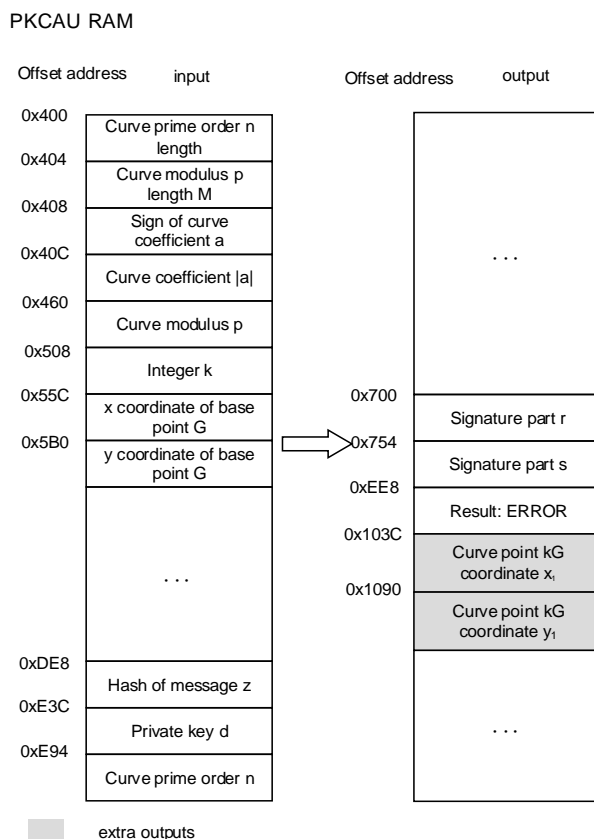 PKCAU RAM
Offset address input
0x400
Curve prime order n
length
0x404
Curve modulus p
length M
0x408
Sign of curve
coefficient a
0x40C
Curve coefficient |a|
0x460
Curve modulus p
0x508
Integer k
0x55C
x coordinate of base
point G
0x5B0
y coordinate of base
point G
. . .
0xDE8
Hash of message z
0xE3C
Private key d
0xE94
Curve prime order n
Offset address output
. . .
0x700
Signature part r
0x754
Signature part s
0xEE8
Result: ERROR
0x103C
Curve point kG
coordinate x₁
0x1090
Curve point kG
coordinate y₁
. . .
extra outputs